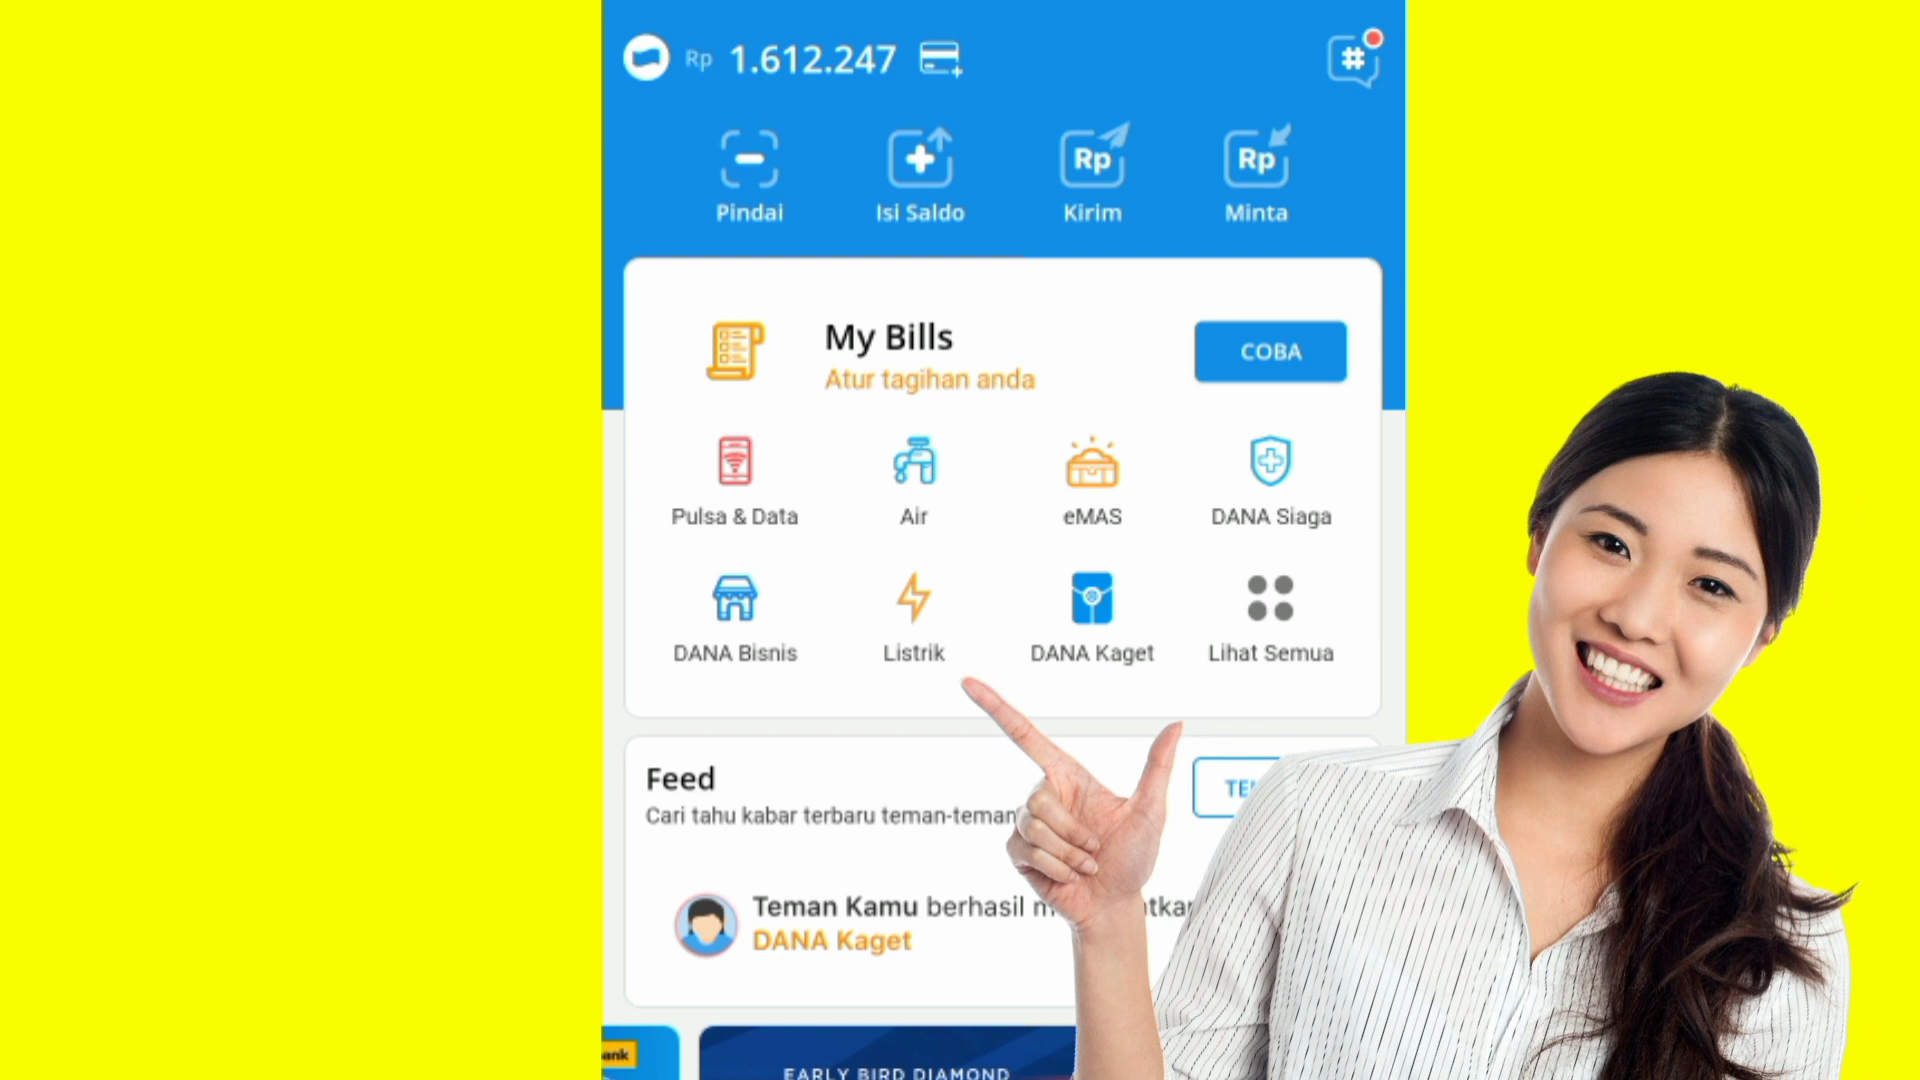 Rp 1.612.247
#
Rp Rp
Pindai Isi Saldo Kirim Minta
My Bills
Atur tagihan anda
COBA
Pulsa & Data Air eMAS DANA Siaga
DANA Bisnis Listrik DANA Kaget Lihat Semua
Feed
Cari tahu kabar terbaru teman-teman
Teman Kamu berhasil
DANA Kaget
EARLY BIRD DIAMOND